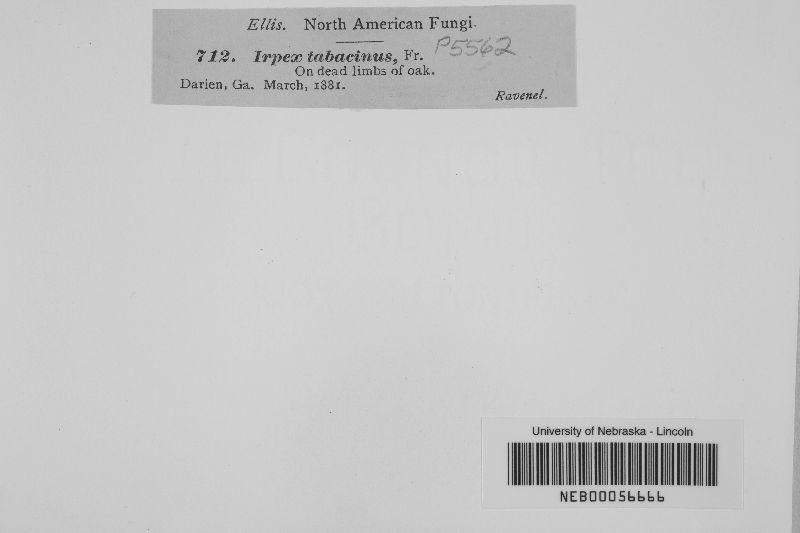 Ellis. North American Fungi.
712. Irpex tabacinus, Fr. P5562
On dead limbs of oak.
Darien, Ga. March, 1881.
Ravenel.
University of Nebraska - Lincoln
NEB00056666